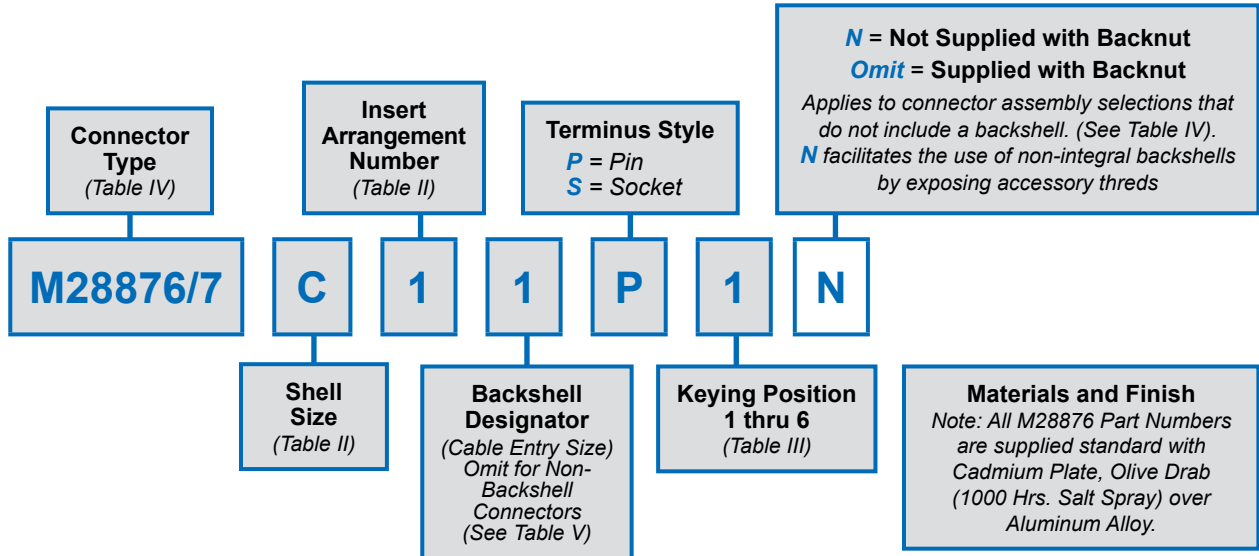 N = Not Supplied with Backnut
Omit = Supplied with Backnut
Applies to connector assembly selections that
do not include a backshell. (See Table IV).
N facilitates the use of non-integral backshells
by exposing accessory threds
Connector
Type
(Table IV)
Insert
Arrangement
Number
(Table II)
Terminus Style
P = Pin
S = Socket
M28876/7 C 1 1 P 1 N
Shell
Size
(Table II)
Backshell
Designator
(Cable Entry Size)
Omit for Non-
Backshell
Connectors
(See Table V)
Keying Position
1 thru 6
(Table III)
Materials and Finish
Note: All M28876 Part Numbers
are supplied standard with
Cadmium Plate, Olive Drab
(1000 Hrs. Salt Spray) over
Aluminum Alloy.